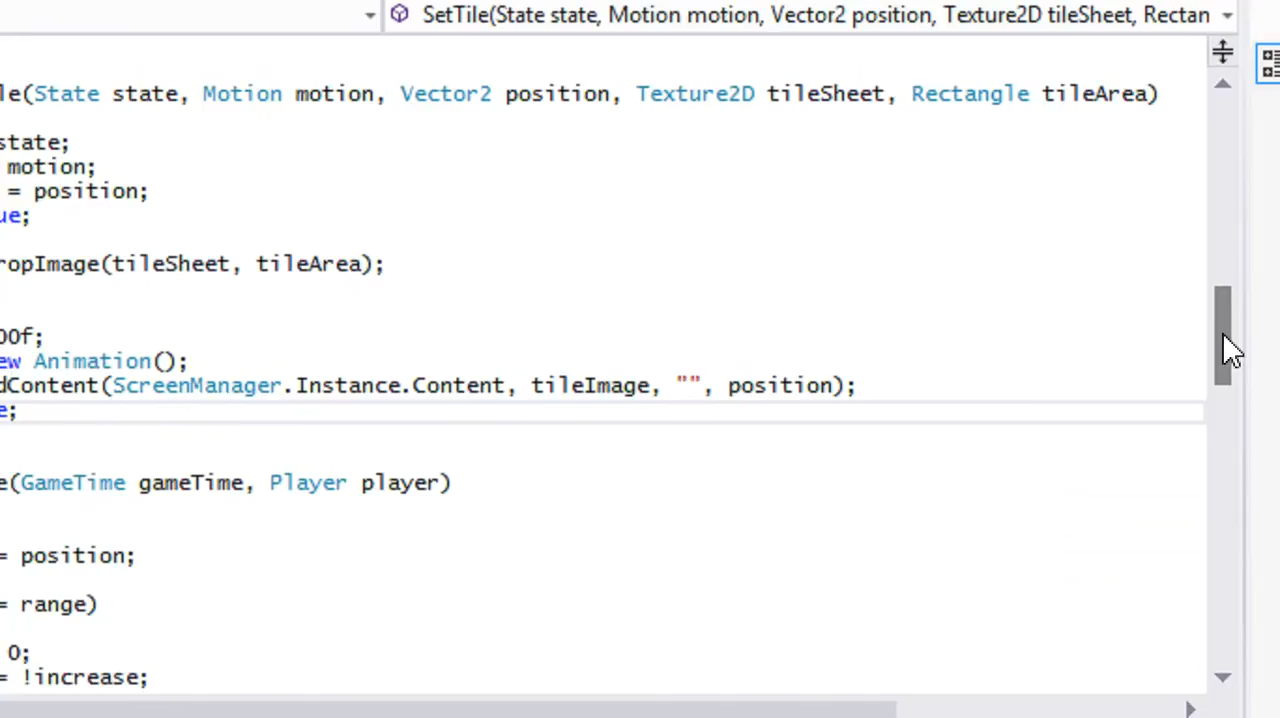 SetTile(State state, Motion motion, Vector2 position, Texture2D tileSheet, Rectan
le(State state, Motion motion, Vector2 position, Texture2D tileSheet, Rectangle tileArea)
state;
motion;
= position;
ue;
ropImage(tileSheet, tileArea);
00f;
ew Animation();
dContent(ScreenManager.Instance.Content, tileImage, "", position);
e;
e(GameTime gameTime, Player player)
= position;
= range)
0;
= !increase;